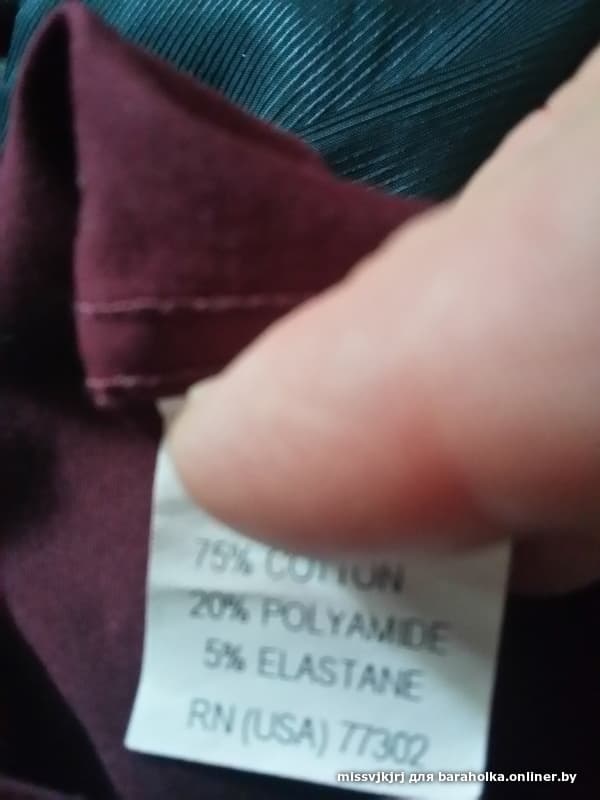 75% COTTON
20% POLYAMIDE
5% ELASTANE
RN (USA) 77302
missvjkjrj для baraholka.onliner.by